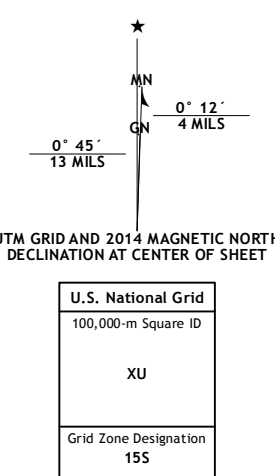 ★
MN
GN
0° 12´
4 MILS
0° 45´
13 MILS
UTM GRID AND 2014 MAGNETIC NORTH
DECLINATION AT CENTER OF SHEET
U.S. National Grid
100,000-m Square ID
XU
Grid Zone Designation
15S